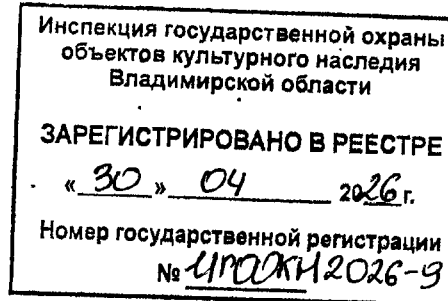 Инспекция государственной охраны
объектов культурного наследия
Владимирской области
ЗАРЕГИСТРИРОВАНО В РЕЕСТРЕ
« 30 » 04 2026 г.
Номер государственной регистрации
№ ИГООКН 2026-9